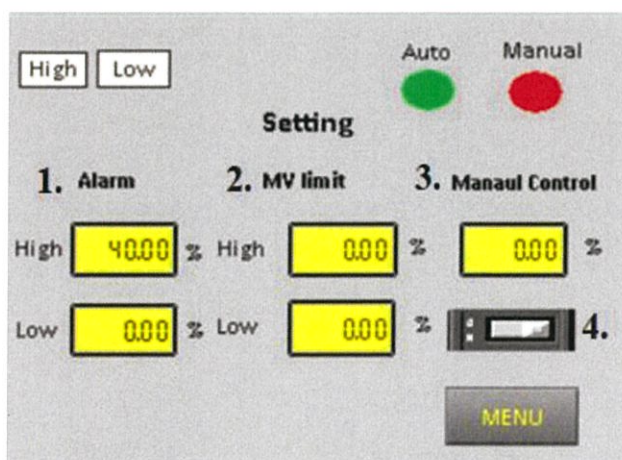 High Low
Auto Manual
Setting
1. Alarm 2. MV limit 3. Manaul Control
High 40.00 % High 0.00 % 0.00 %
Low 0.00 % Low 0.00 % 4.
MENU